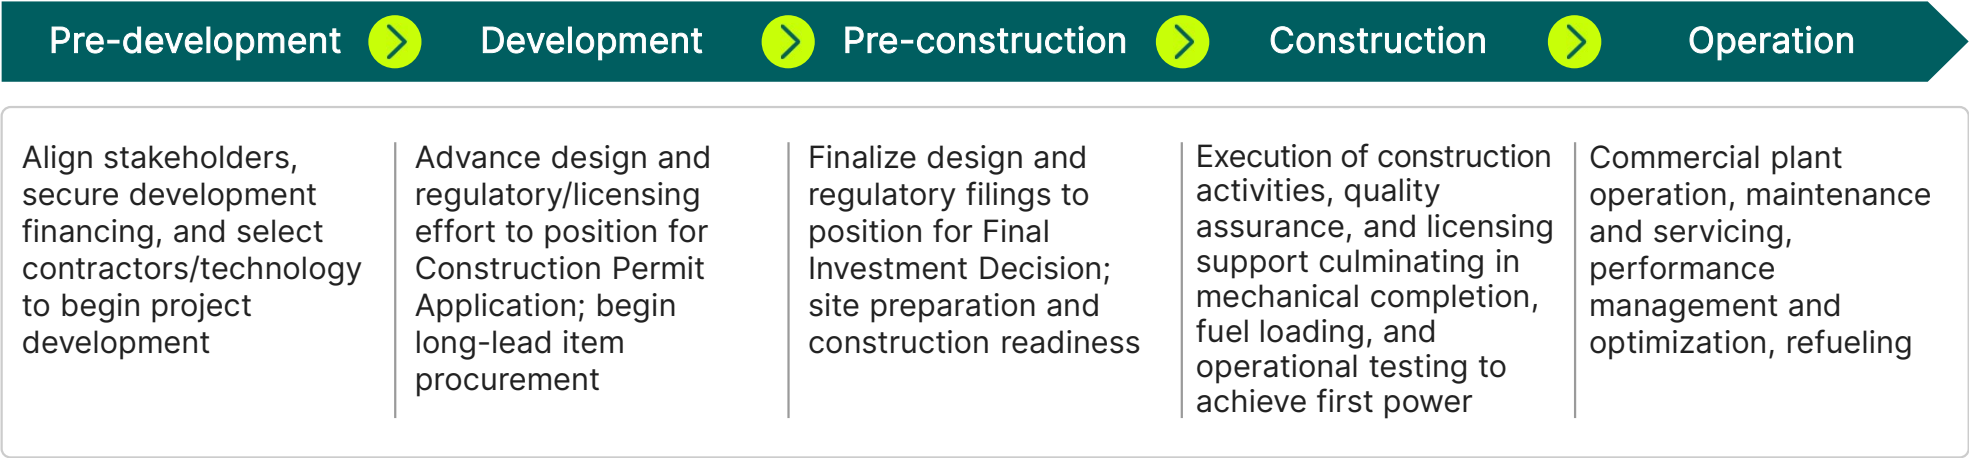 Pre-development
Development
Pre-construction
Construction
Operation
Align stakeholders,
secure development
financing, and select
contractors/technology
to begin project
development
Advance design and
regulatory/licensing
effort to position for
Construction Permit
Application; begin
long-lead item
procurement
Finalize design and
regulatory filings to
position for Final
Investment Decision;
site preparation and
construction readiness
Execution of construction
activities, quality
assurance, and licensing
support culminating in
mechanical completion,
fuel loading, and
operational testing to
achieve first power
Commercial plant
operation, maintenance
and servicing,
performance
management and
optimization, refueling